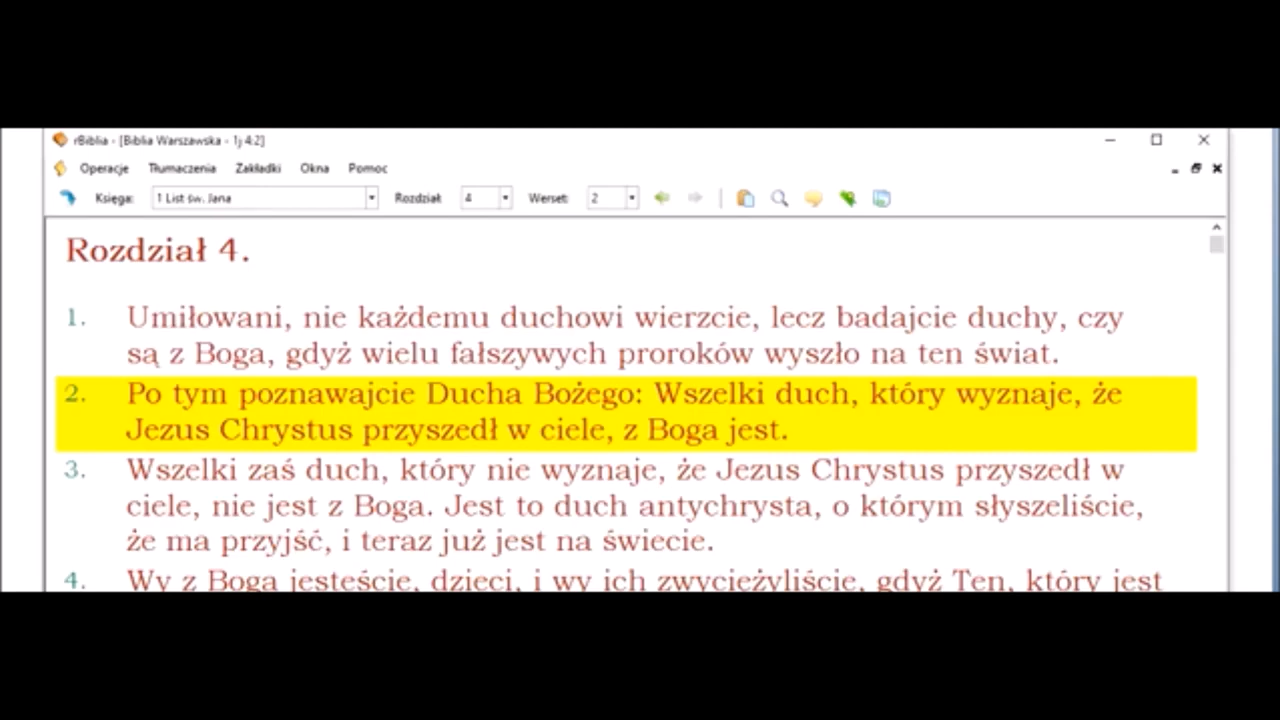 rBiblia - [Biblia Warszawska - 1j 4:2]
Operacje Tłumaczenia Zakładki Okna Pomoc
Księga: 1 List św. Jana Rozdział 4 Werset: 2
Rozdział 4.
1. Umiłowani, nie każdemu duchowi wierzcie, lecz badajcie duchy, czy
są z Boga, gdyż wielu fałszywych proroków wyszło na ten świat.
2. Po tym poznawajcie Ducha Bożego: Wszelki duch, który wyznaje, że
Jezus Chrystus przyszedł w ciele, z Boga jest.
3. Wszelki zaś duch, który nie wyznaje, że Jezus Chrystus przyszedł w
ciele, nie jest z Boga. Jest to duch antychrysta, o którym słyszeliście,
że ma przyjść, i teraz już jest na świecie.
4. Wy z Boga jesteście, dzieci, i wy ich zwyciężyliście, gdyż Ten, który jest